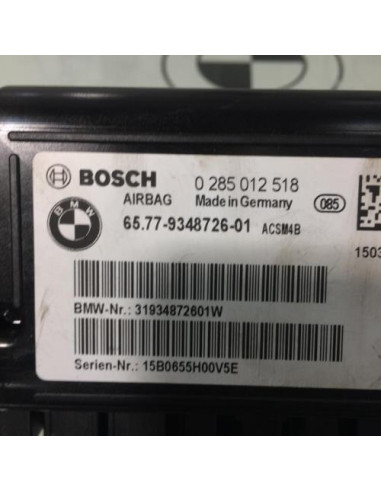 BOSCH 0 285 012 518
AIRBAG Made in Germany 085
BMW 65.77-9348726-01 ACSM4B
1503
BMW-Nr.: 31934872601W
Serien-Nr.: 15B0655H00V5E